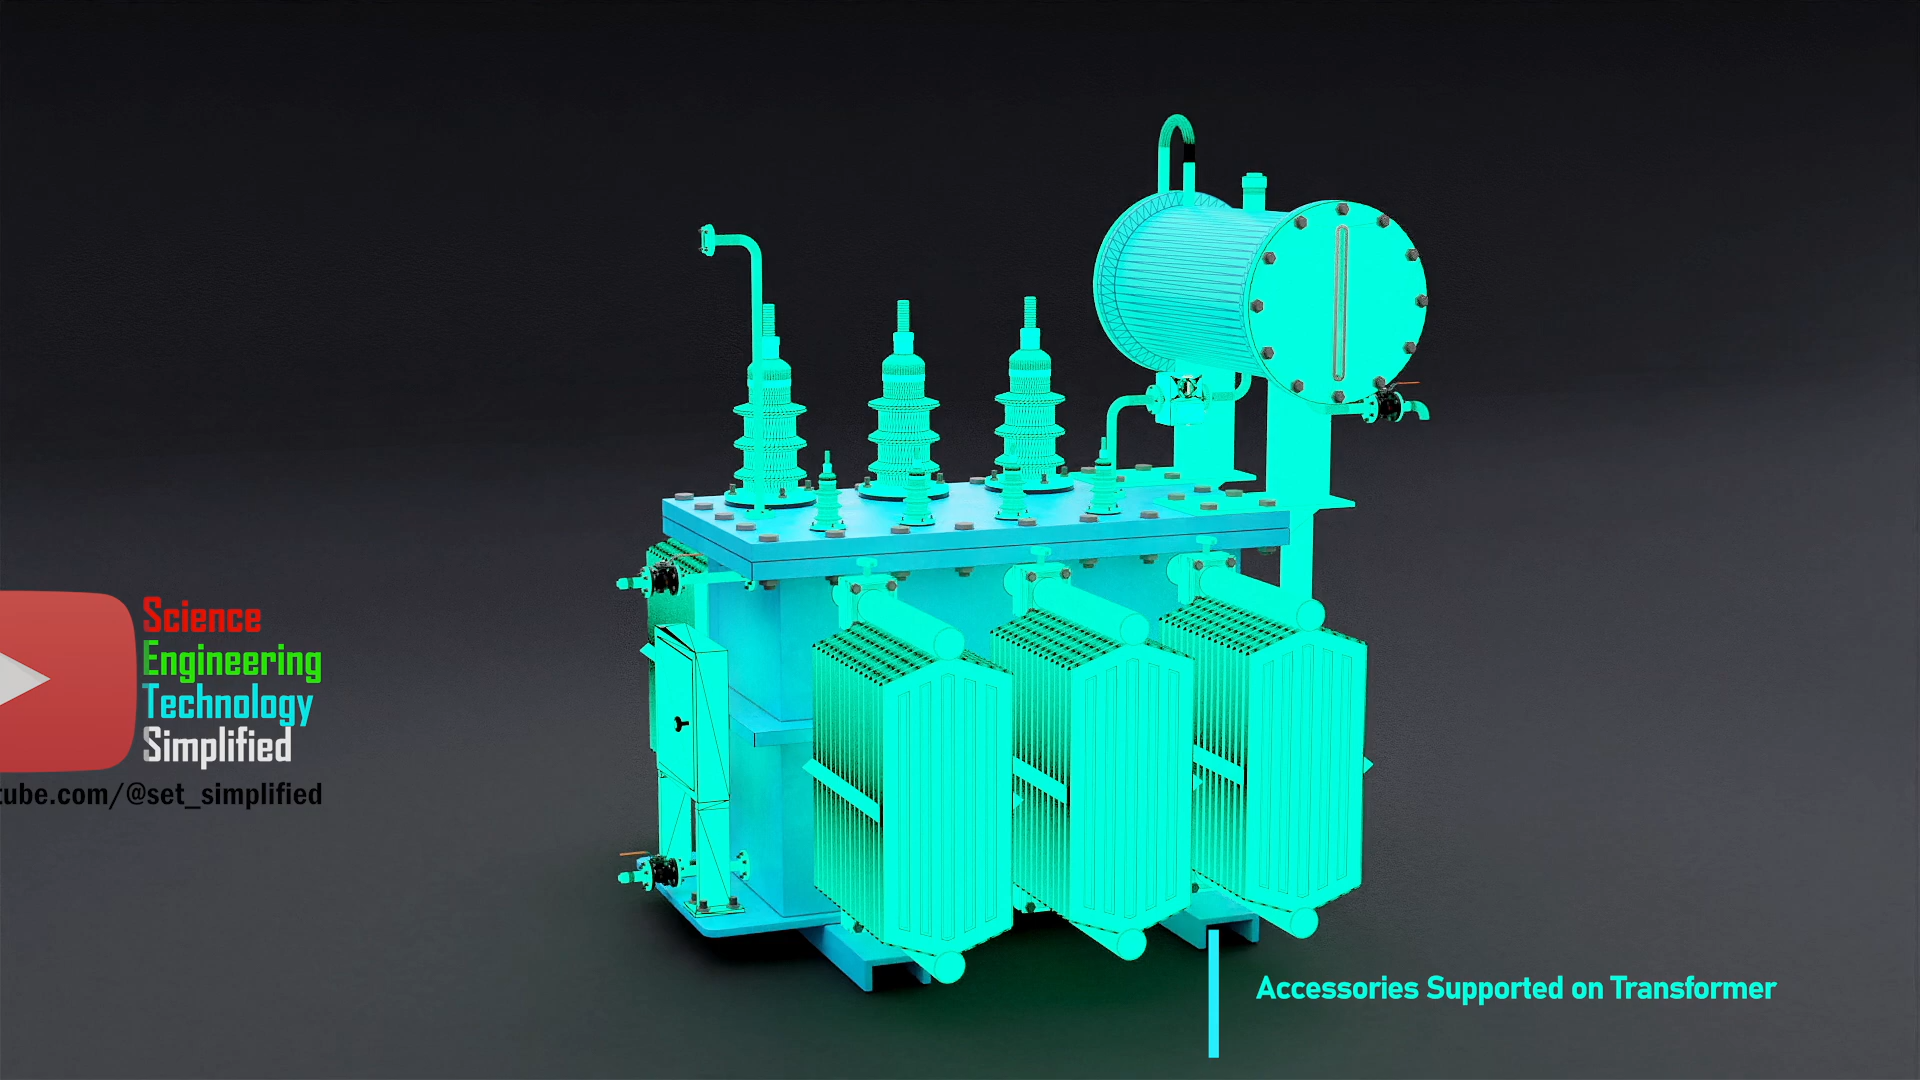 Science
Engineering
Technology
Simplified
tube.com/@set_simplified
Accessories Supported on Transformer